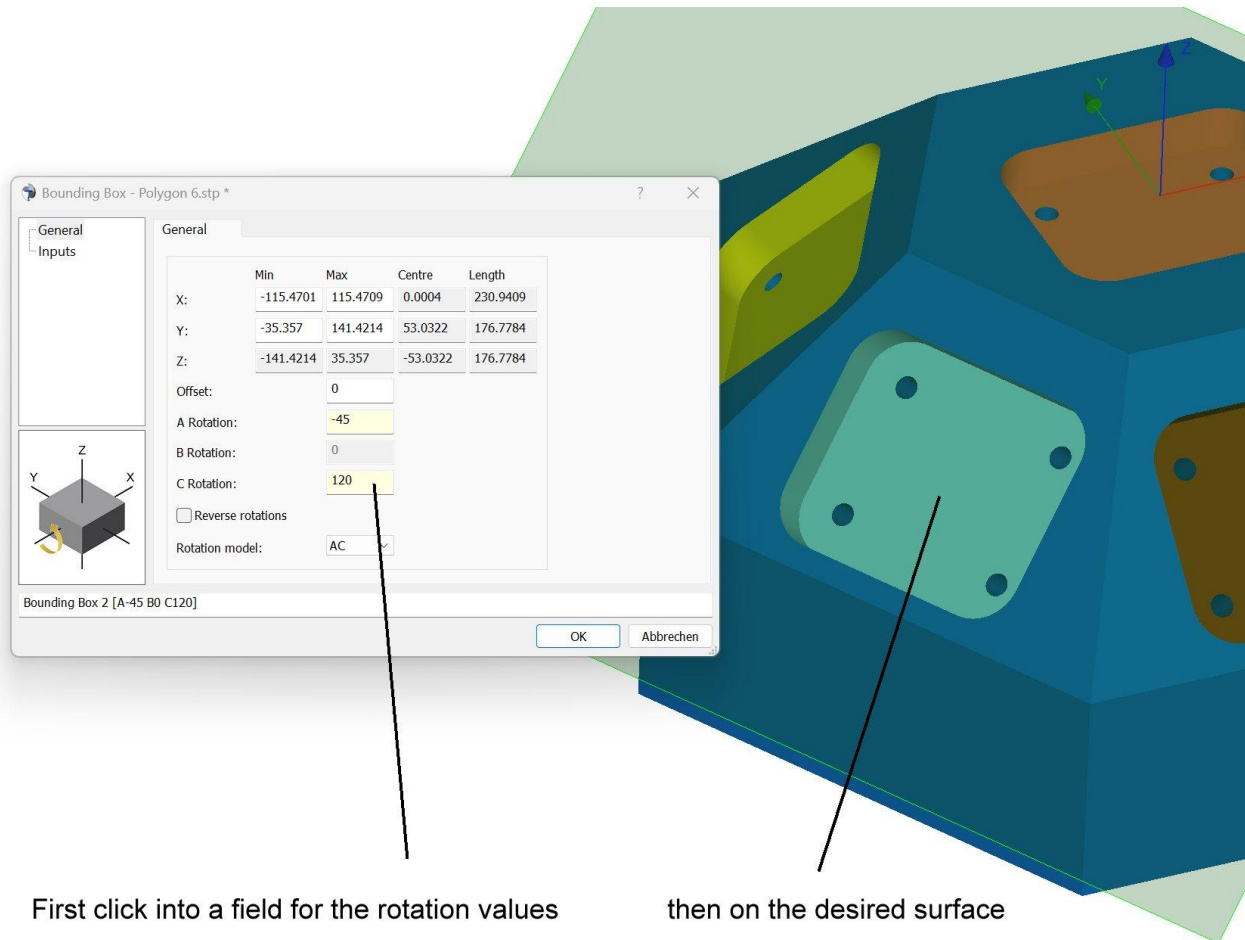 Bounding Box - Polygon 6.stp *
? ×
General
Inputs
General
Min Max Centre Length
X: -115.4701 115.4709 0.0004 230.9409
Y: -35.357 141.4214 53.0322 176.7784
Z: -141.4214 35.357 -53.0322 176.7784
Offset: 0
A Rotation: -45
B Rotation: 0
C Rotation: 120
Reverse rotations
Rotation model: AC
Z
Y X
Bounding Box 2 [A-45 B0 C120]
OK Abbrechen
Z
Y
First click into a field for the rotation values
then on the desired surface